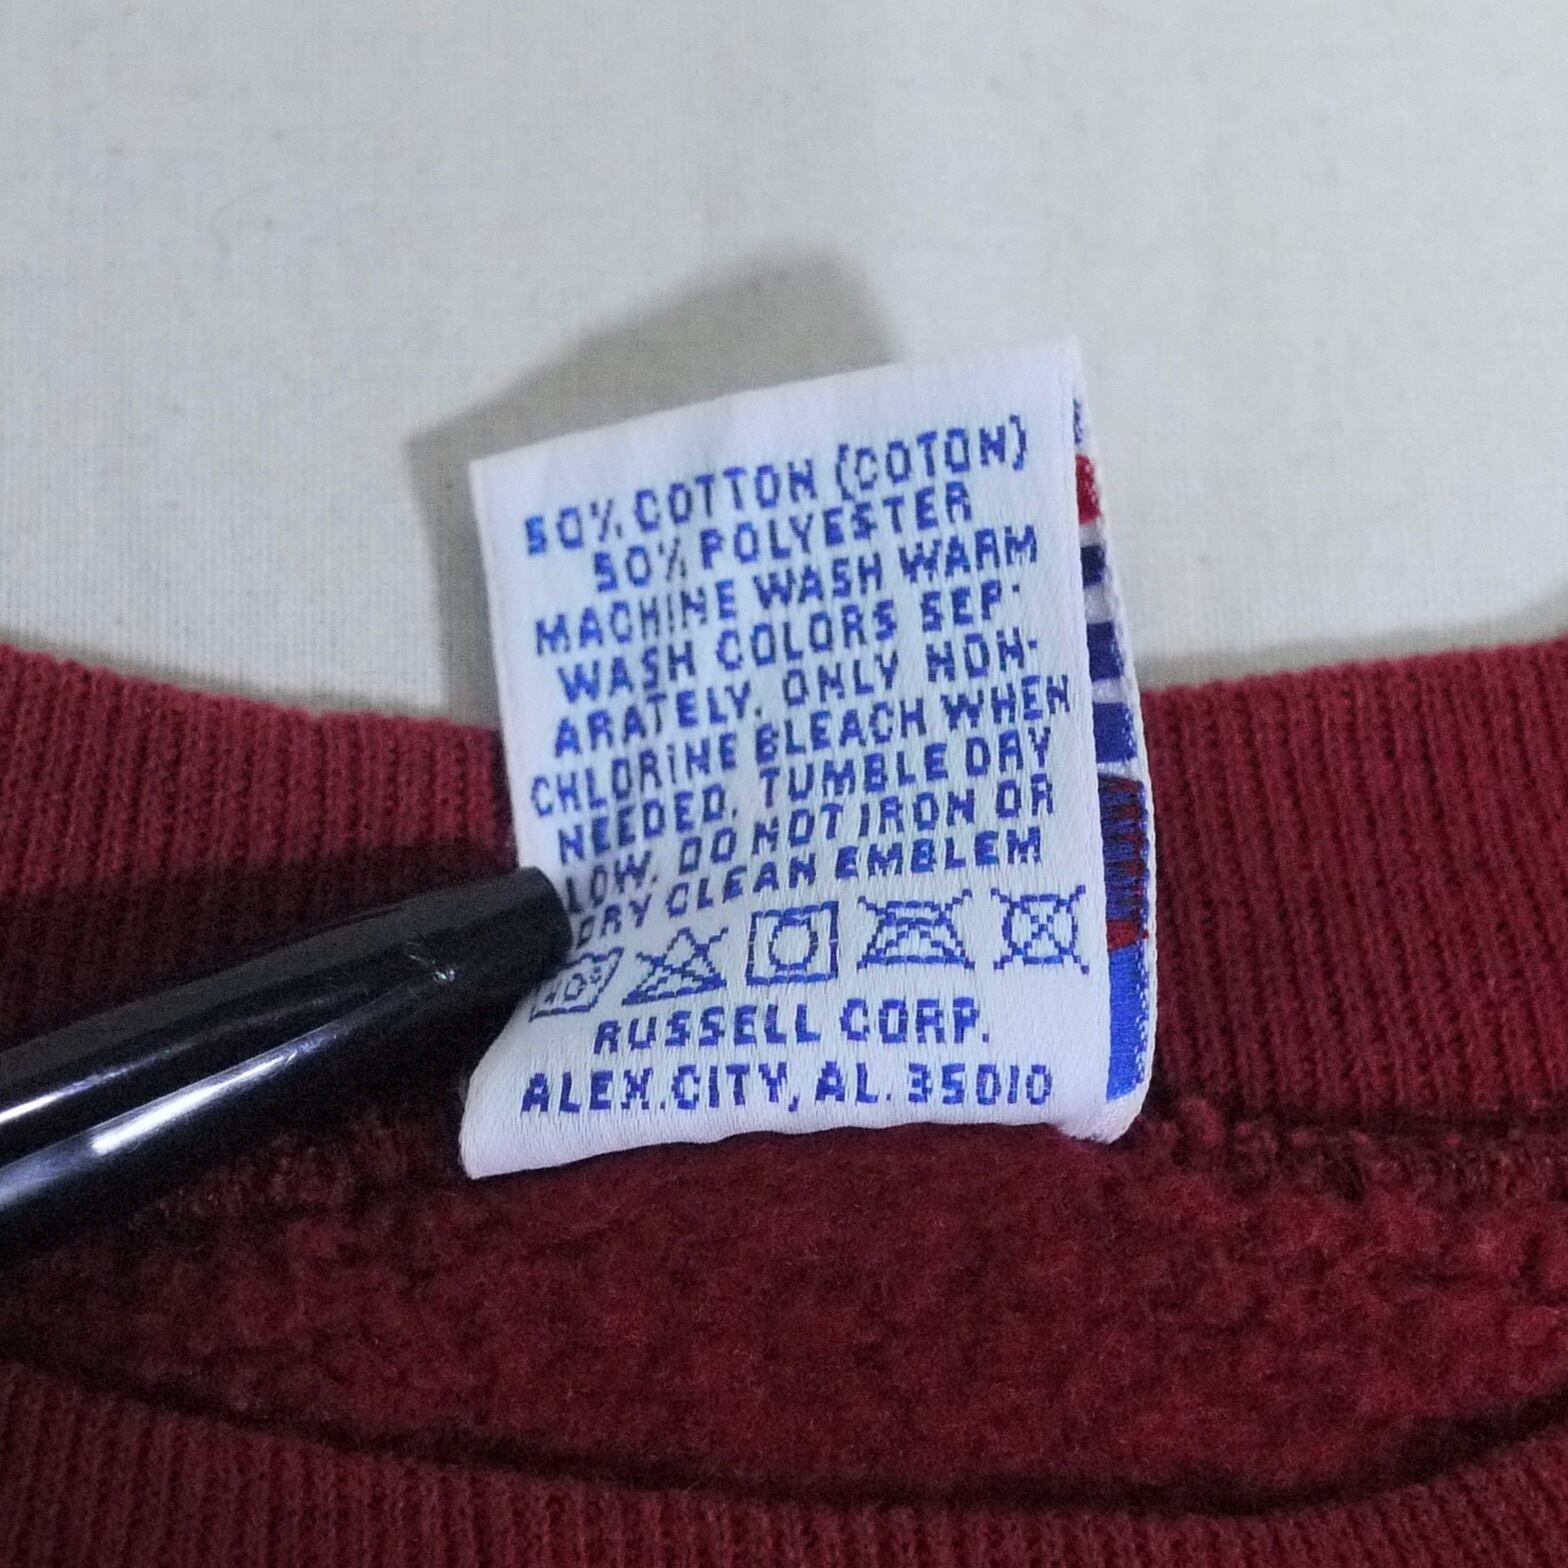 50% COTTON (COTON)
50% POLYESTER
MACHINE WASH WARM
WASH COLORS SEP-
ARATELY. ONLY NON-
CHLORINE BLEACH WHEN
NEEDED. TUMBLE DRY
LOW. DO NOT IRON OR
DRY CLEAN EMBLEM
RUSSELL CORP.
ALEX.CITY, AL. 35010